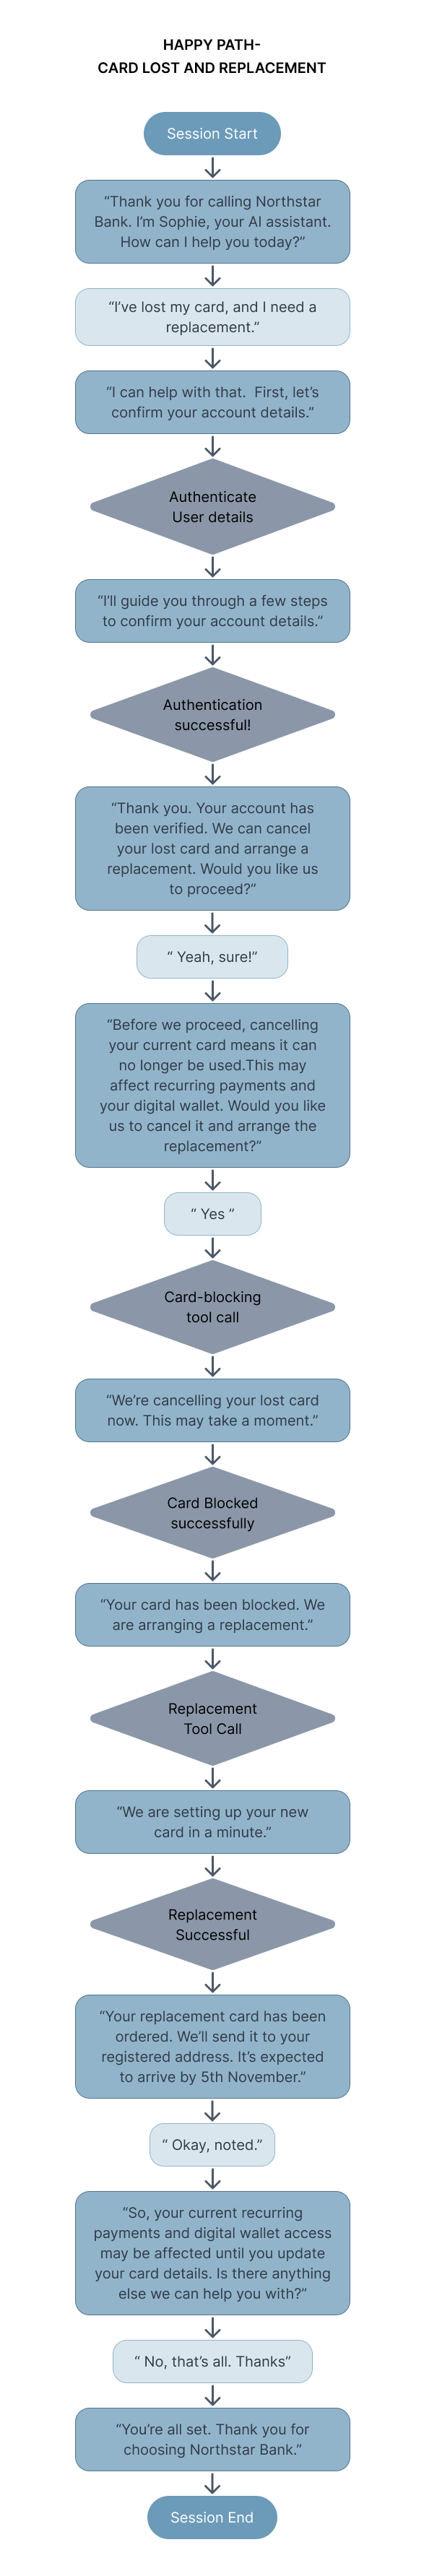 HAPPY PATH-
CARD LOST AND REPLACEMENT
Session Start
“Thank you for calling Northstar
Bank. I’m Sophie, your AI assistant.
How can I help you today?”
“I’ve lost my card, and I need a
replacement.”
“I can help with that.  First, let’s
confirm your account details.”
Authenticate
User details
“I’ll guide you through a few steps
to confirm your account details.”
Authentication
successful!
“Thank you. Your account has
been verified. We can cancel
your lost card and arrange a
replacement. Would you like us
to proceed?”
“ Yeah, sure!”
“Before we proceed, cancelling
your current card means it can
no longer be used.This may
affect recurring payments and
your digital wallet. Would you like
us to cancel it and arrange the
replacement?”
“ Yes “
Card-blocking
tool call
“We’re cancelling your lost card
now. This may take a moment.”
Card Blocked
successfully
“Your card has been blocked. We
are arranging a replacement.”
Replacement
Tool Call
“We are setting up your new
card in a minute.”
Replacement
Successful
“Your replacement card has been
ordered. We’ll send it to your
registered address. It’s expected
to arrive by 5th November.”
“ Okay, noted.”
“So, your current recurring
payments and digital wallet access
may be affected until you update
your card details. Is there anything
else we can help you with?”
“ No, that’s all. Thanks”
“You’re all set. Thank you for
choosing Northstar Bank.”
Session End